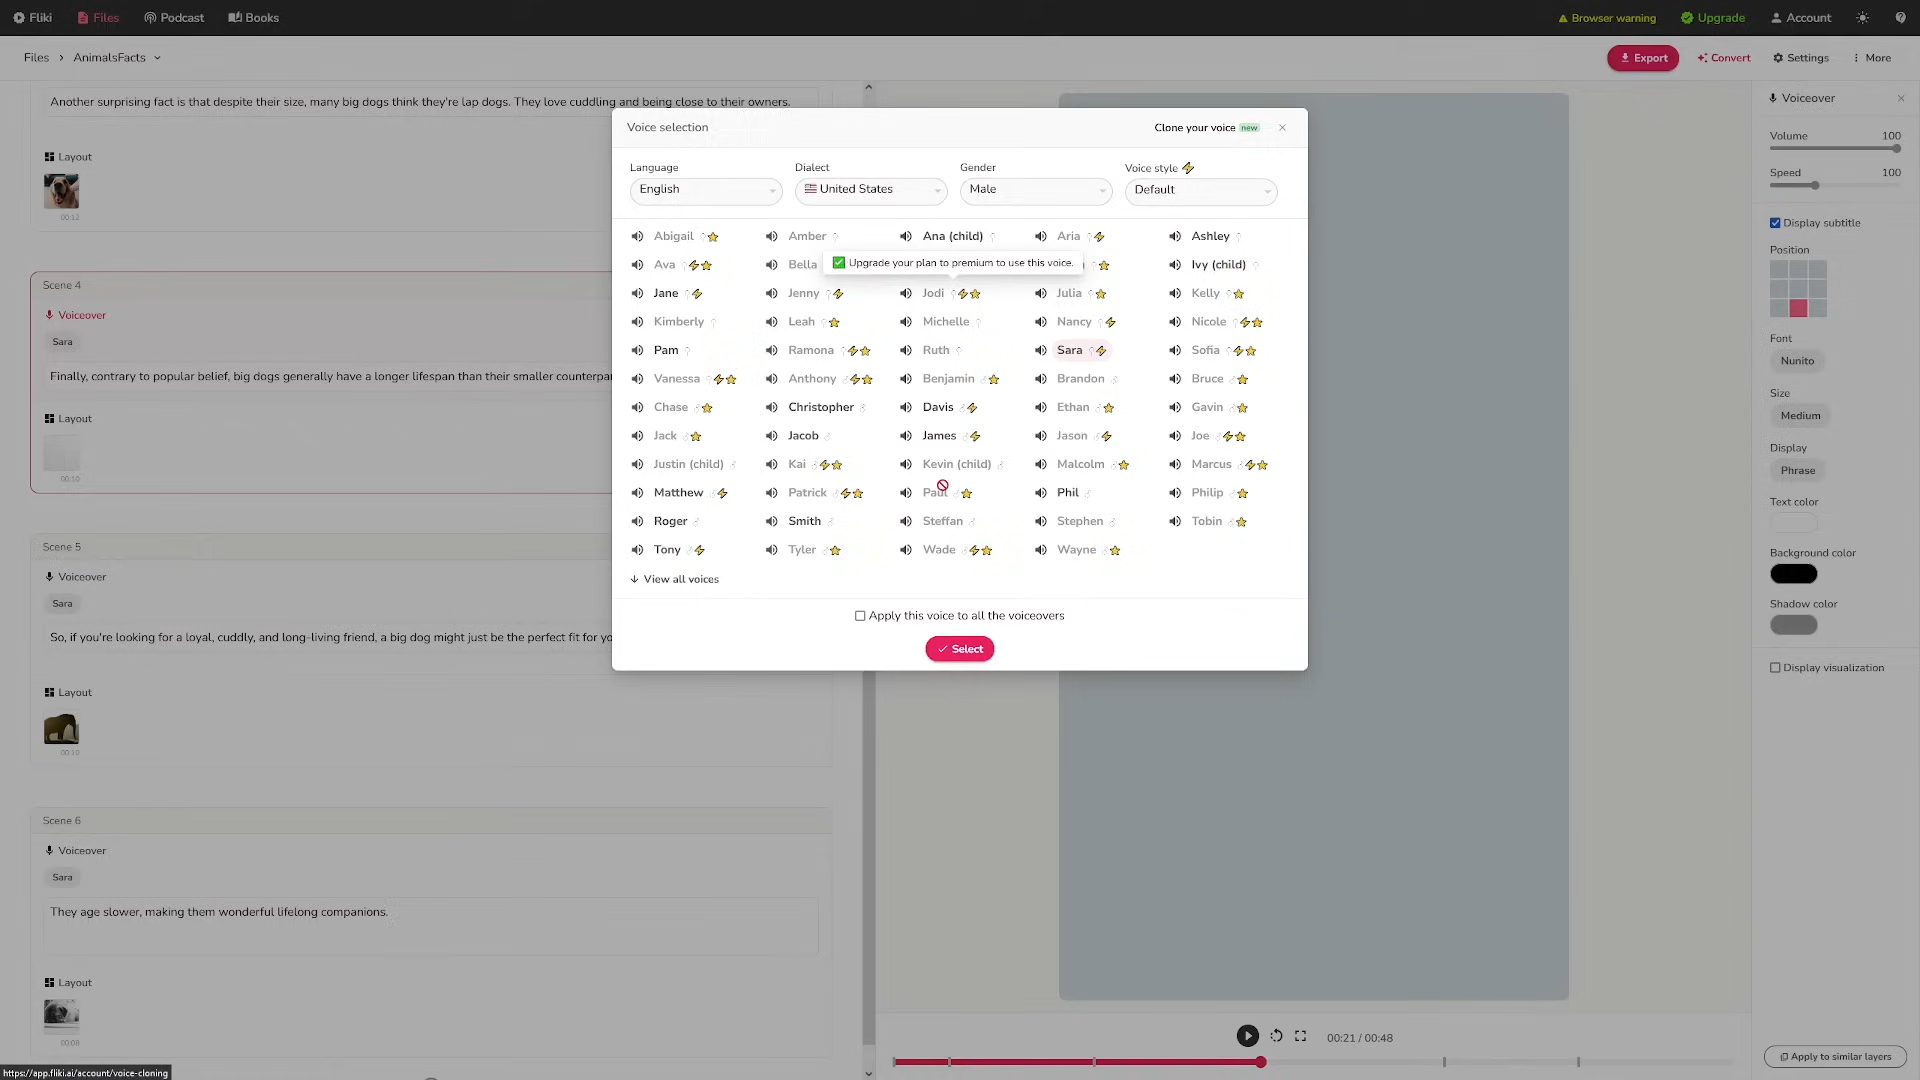 Fliki Files Podcast Books Browser warning Upgrade Account
Files > AnimalsFacts Export Convert Settings More
Another surprising fact is that despite their size, many big dogs think they're lap dogs. They love cuddling and being close to their owners.
Layout
00:12
Scene 4
Voiceover
Sara
Finally, contrary to popular belief, big dogs generally have a longer lifespan than their smaller counterpar
Layout
00:10
Scene 5
Voiceover
Sara
So, if you're looking for a loyal, cuddly, and long-living friend, a big dog might just be the perfect fit for yo
Layout
00:10
Scene 6
Voiceover
Sara
They age slower, making them wonderful lifelong companions.
Layout
00:08
https://app.fliki.ai/account/voice-cloning
Voice selection Clone your voice new
Language Dialect Gender Voice style
English United States Male Default
Abigail Amber Ana (child) Aria Ashley
Ava Bella Ivy (child)
Upgrade your plan to premium to use this voice.
Jane Jenny Jodi Julia Kelly
Kimberly Leah Michelle Nancy Nicole
Pam Ramona Ruth Sara Sofia
Vanessa Anthony Benjamin Brandon Bruce
Chase Christopher Davis Ethan Gavin
Jack Jacob James Jason Joe
Justin (child) Kai Kevin (child) Malcolm Marcus
Matthew Patrick Paul Phil Philip
Roger Smith Steffan Stephen Tobin
Tony Tyler Wade Wayne
View all voices
Apply this voice to all the voiceovers
Select
00:21 / 00:48
Voiceover
Volume 100
Speed 100
Display subtitle
Position
Font
Nunito
Size
Medium
Display
Phrase
Text color
Background color
Shadow color
Display visualization
Apply to similar layers